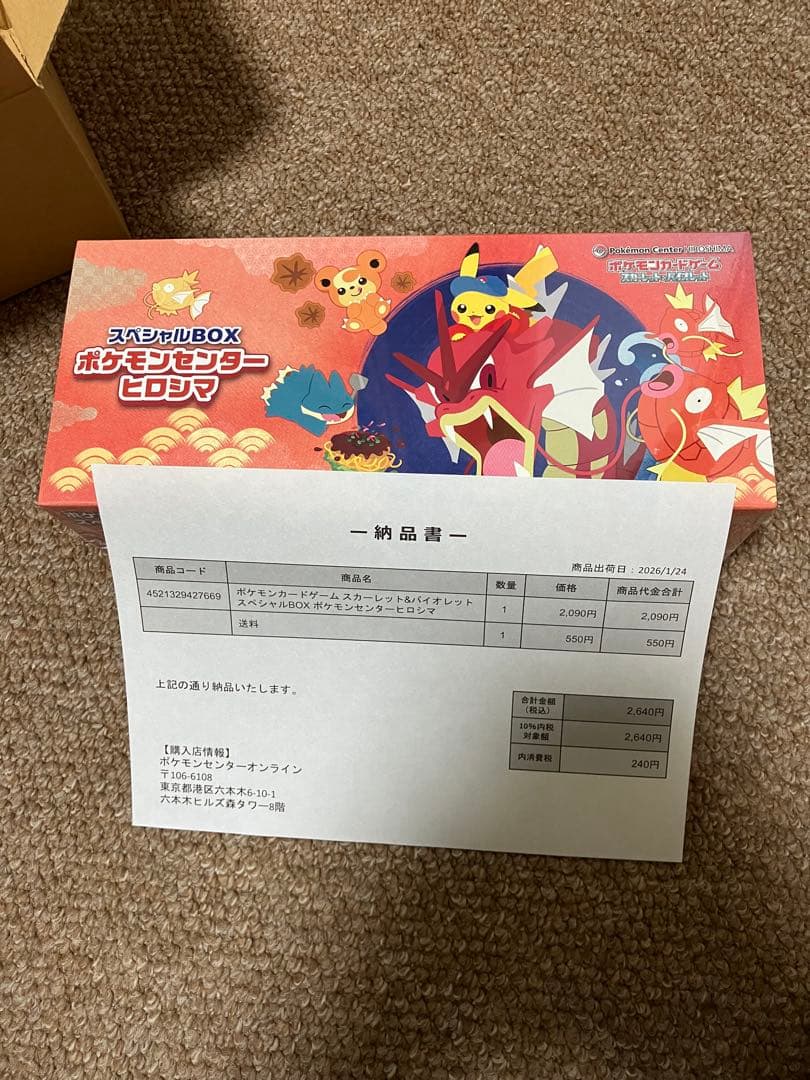 Pokémon Center HIROSHIMA
ポケモンカードゲーム
スカーレット&バイオレット
スペシャルBOX
ポケモンセンター
ヒロシマ
ー納品書ー
商品出荷日：2026/1/24
商品コード 商品名 数量 価格 商品代金合計
4521329427669 ポケモンカードゲーム スカーレット&バイオレット
スペシャルBOX ポケモンセンターヒロシマ 1 2,090円 2,090円
送料 1 550円 550円
上記の通り納品いたします。
合計金額
(税込) 2,640円
10%内税
対象額 2,640円
内消費税 240円
【購入店情報】
ポケモンセンターオンライン
〒106-6108
東京都港区六本木6-10-1
六本木ヒルズ森タワー8階